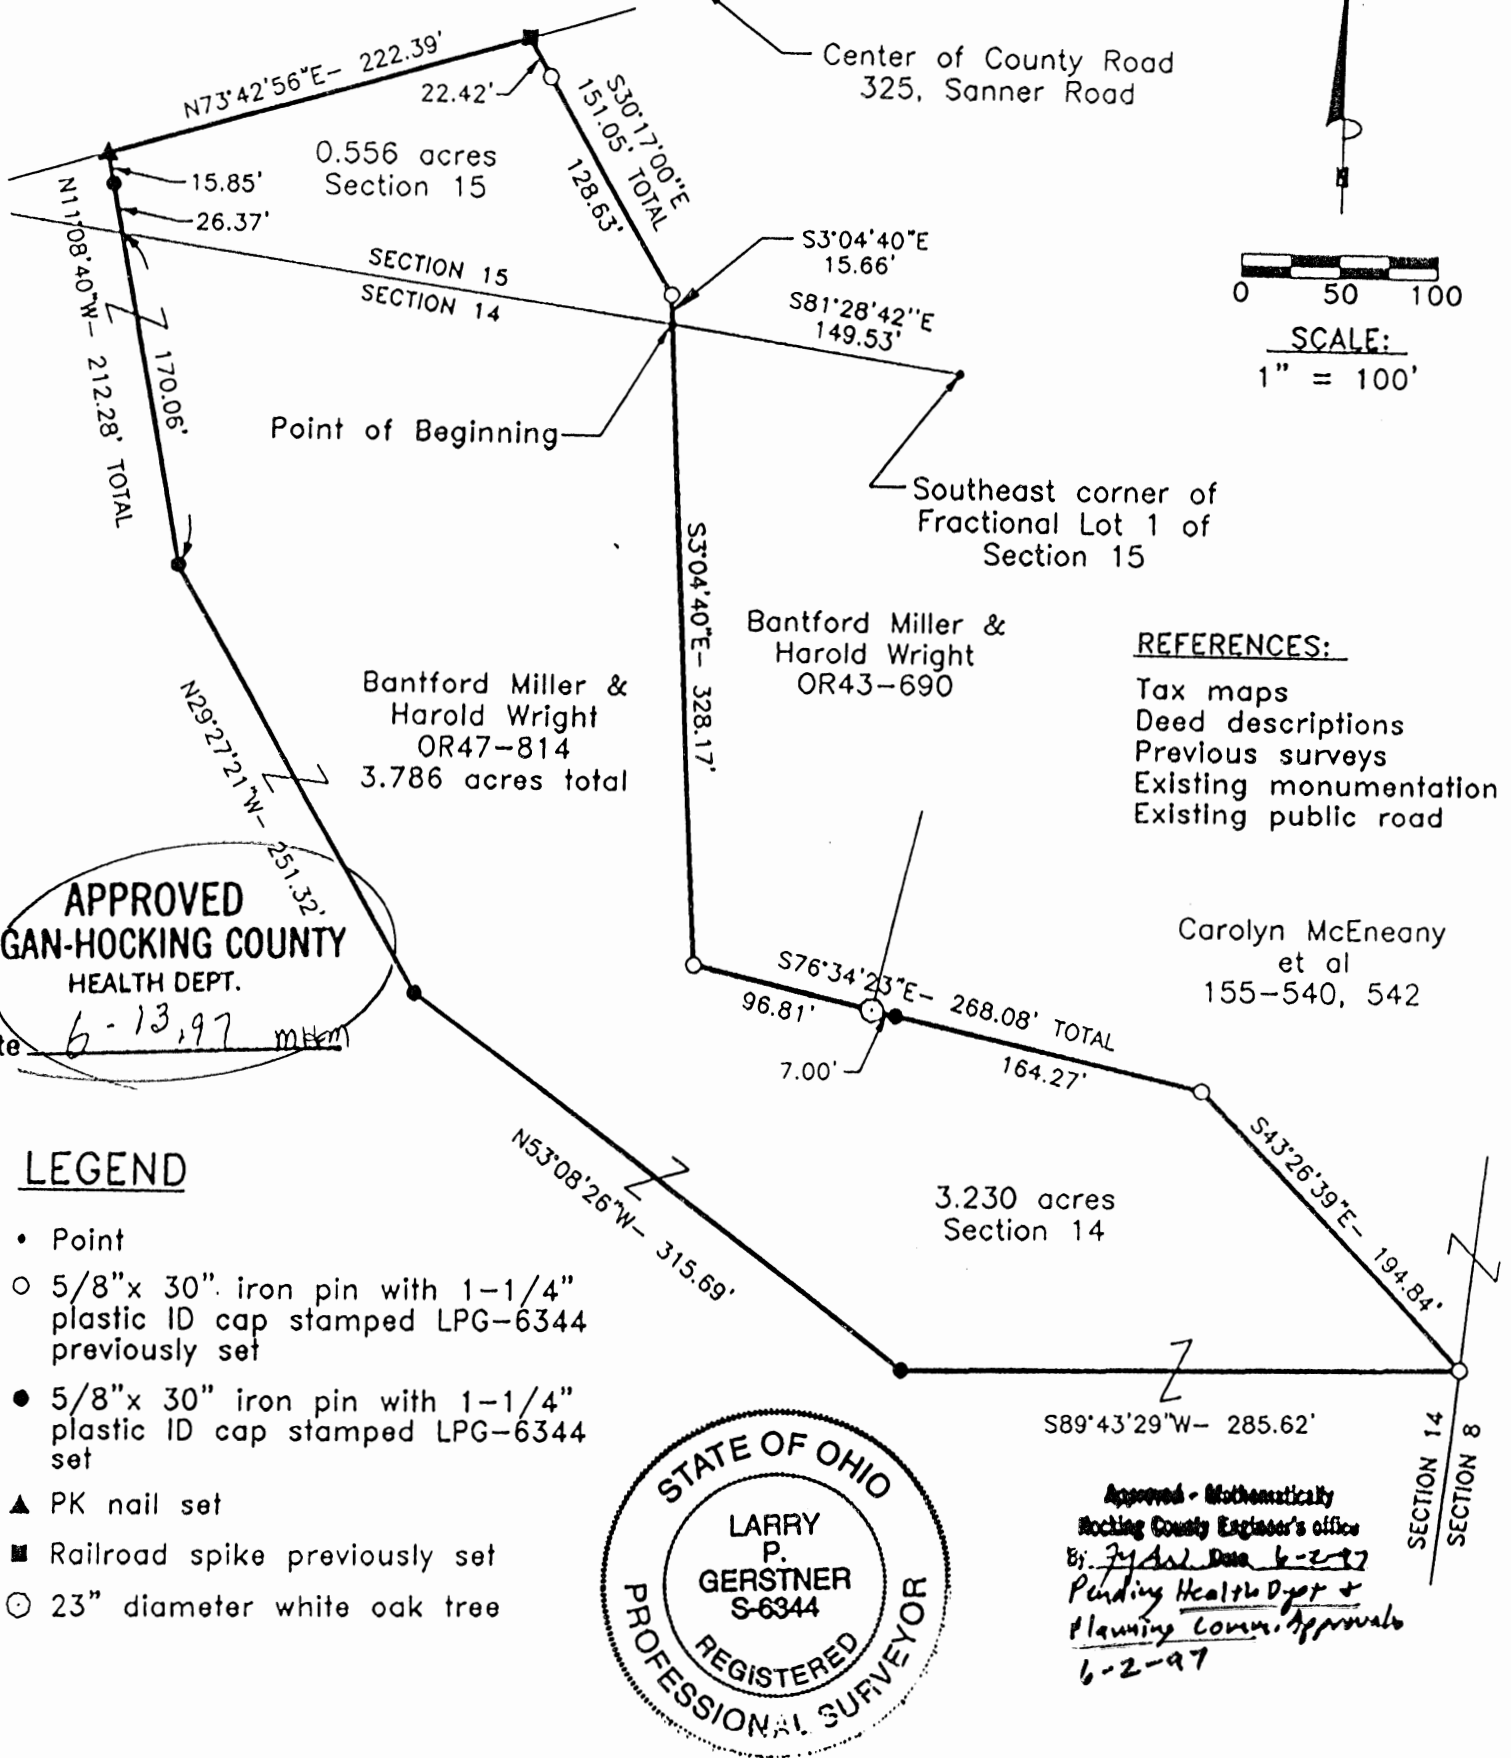 Center of County Road
325, Sanner Road
N73°42'56"E- 222.39'
22.42'
S30°17'00"E
151.05' TOTAL
128.63'
0.556 acres
Section 15
15.85'
26.37'
N11°08'40"W- 212.28' TOTAL
170.06'
SECTION 15
SECTION 14
S3°04'40"E
15.66'
S81°28'42"E
149.53'
0 50 100
SCALE:
1" = 100'
Point of Beginning
Southeast corner of
Fractional Lot 1 of
Section 15
S3°04'40"E- 328.17'
Bantford Miller &
Harold Wright
OR43-690
REFERENCES:
Tax maps
Deed descriptions
Previous surveys
Existing monumentation
Existing public road
Bantford Miller &
Harold Wright
OR47-814
3.786 acres total
N29°27'21"W- 251.32'
APPROVED
GAN-HOCKING COUNTY
HEALTH DEPT.
te 6-13,97 mHm
Carolyn McEneany
et al
155-540, 542
S76°34'23"E- 268.08' TOTAL
96.81'
7.00'
164.27'
N53°08'26"W- 315.69'
3.230 acres
Section 14
S43°26'39"E- 194.84'
S89°43'29"W- 285.62'
SECTION 14
SECTION 8
LEGEND
• Point
○ 5/8"x 30" iron pin with 1-1/4"
plastic ID cap stamped LPG-6344
previously set
● 5/8"x 30" iron pin with 1-1/4"
plastic ID cap stamped LPG-6344
set
▲ PK nail set
■ Railroad spike previously set
⊙ 23" diameter white oak tree
STATE OF OHIO
LARRY
P.
GERSTNER
S-6344
REGISTERED
PROFESSIONAL SURVEYOR
Approved - Mathematically
Hocking County Engineer's office
By: Date 6-2-97
Pending Health Dept +
Planning Comm. Approvals
6-2-97